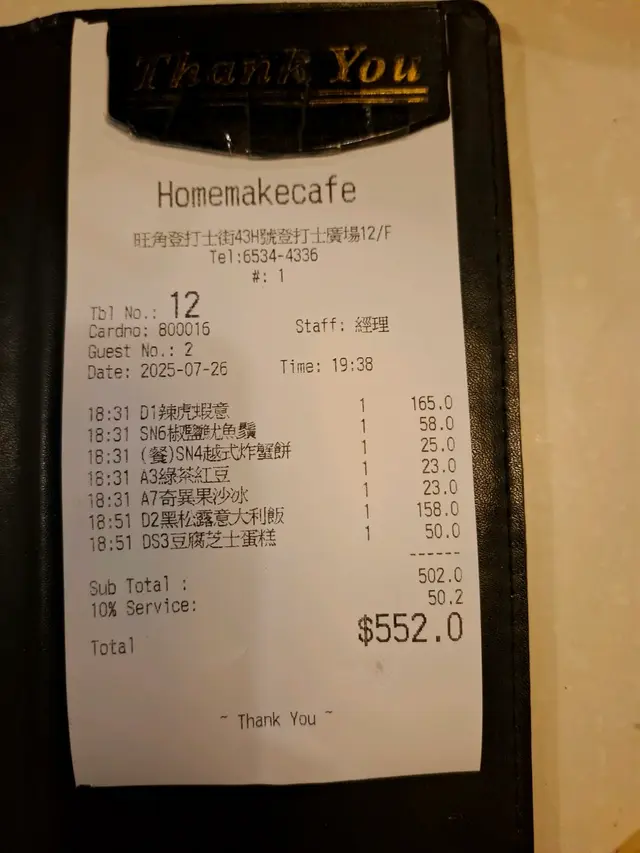 Thank You
Homemakecafe
旺角登打士街43H號登打士廣場12/F
Tel:6534-4336
#: 1
Tbl No.: 12
Cardno: 800016 Staff: 經理
Guest No.: 2
Date: 2025-07-26 Time: 19:38
18:31 D1辣虎蝦意 1 165.0
18:31 SN6椒鹽魷魚鬚 1 58.0
18:31 (餐)SN4越式炸蟹餅 1 25.0
18:31 A3綠茶紅豆 1 23.0
18:31 A7奇異果沙冰 1 23.0
18:51 D2黑松露意大利飯 1 158.0
18:51 DS3豆腐芝士蛋糕 1 50.0
------
Sub Total : 502.0
10% Service: 50.2
Total $552.0
~ Thank You ~